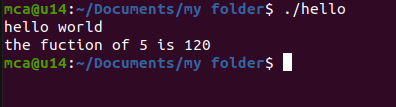 mca@u14:~/Documents/my folder$ ./hello
hello world
the fuction of 5 is 120
mca@u14:~/Documents/my folder$